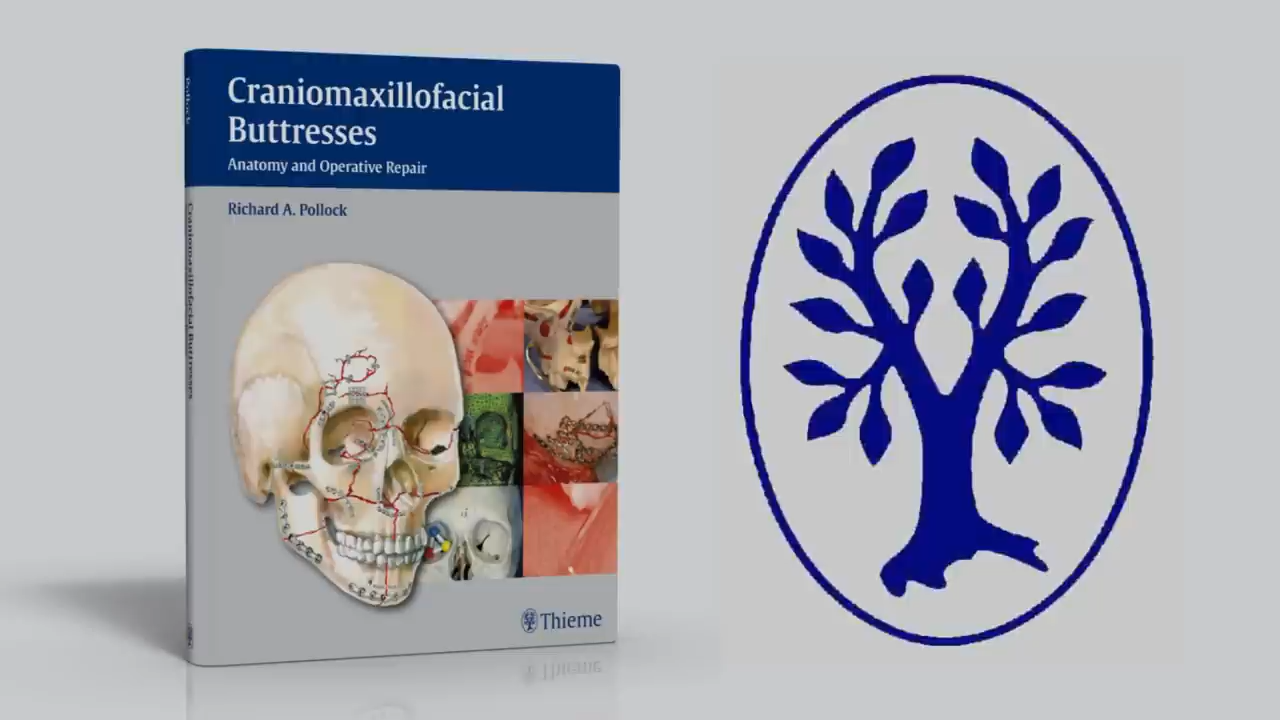 Craniomaxillofacial
Buttresses
Anatomy and Operative Repair
Richard A. Pollock
Pollock
Craniomaxillofacial Buttresses
Thieme